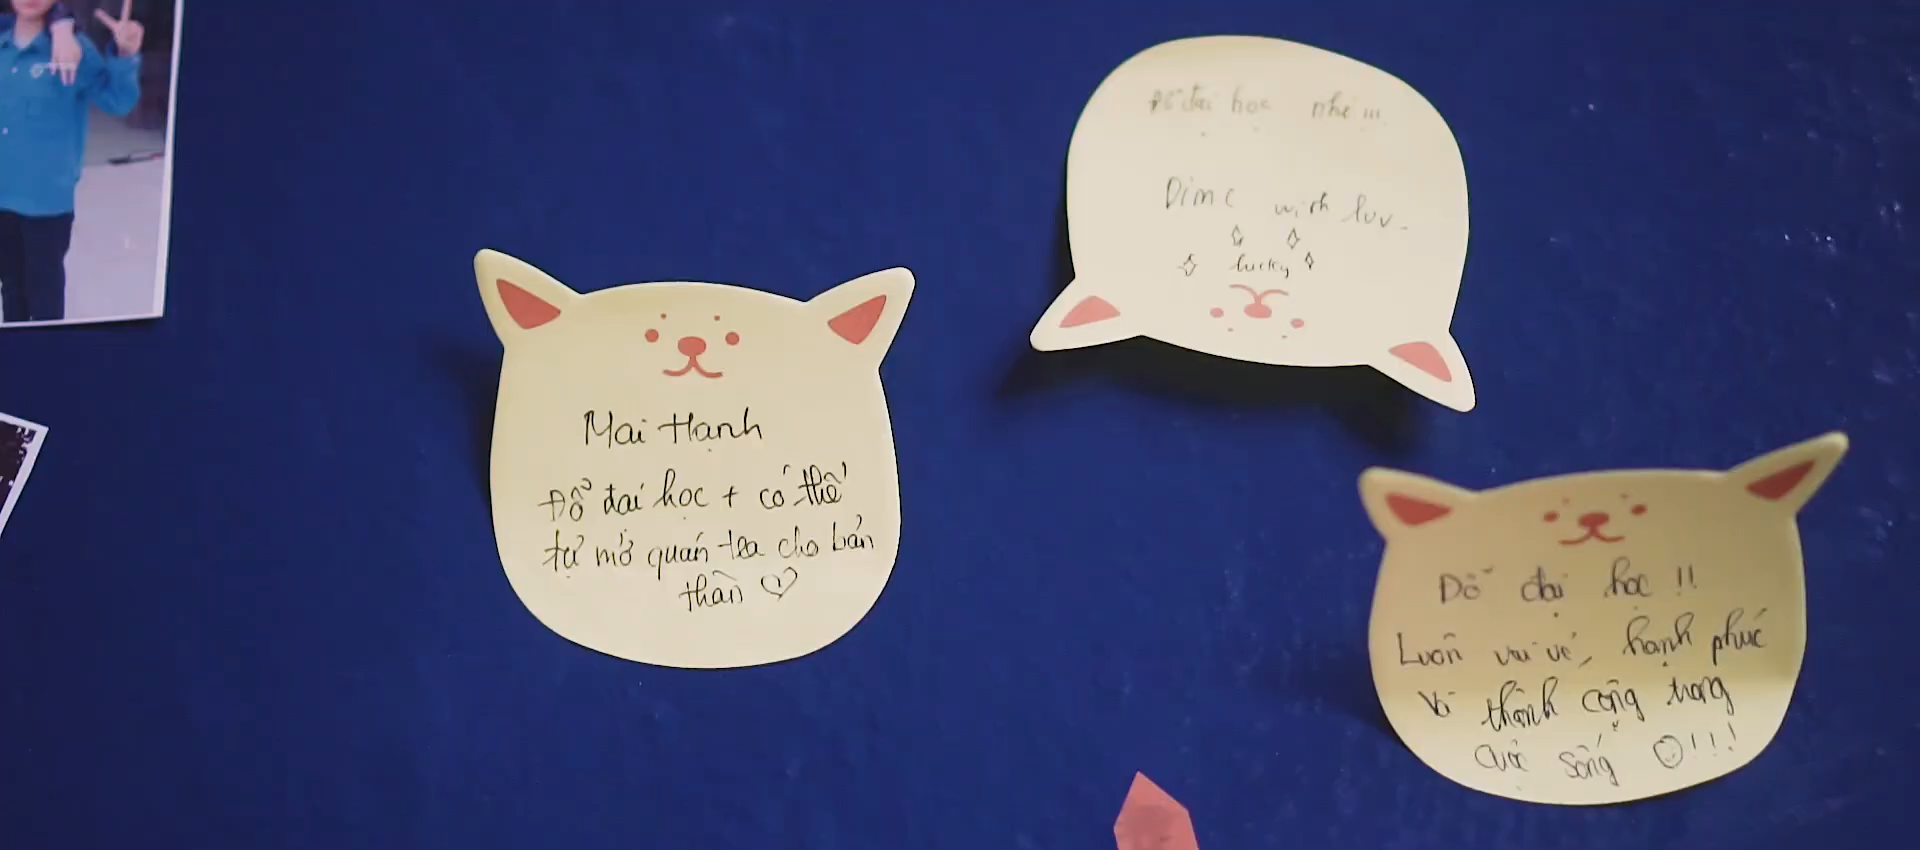 Mai Hạnh
Đỗ đại học + có thể
tự mở quán tea cho bản
thân
Đỗ đại học nhé !!!
with luv.
lucky
Đỗ đại học !!
Luôn vui vẻ, hạnh phúc
và thành công trong
cuộc sống !!!